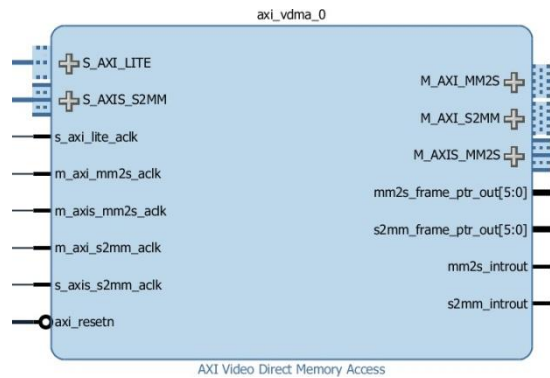 axi_vdma_0
S_AXI_LITE
S_AXIS_S2MM
s_axi_lite_aclk
m_axi_mm2s_aclk
m_axis_mm2s_aclk
m_axi_s2mm_aclk
s_axis_s2mm_aclk
axi_resetn
M_AXI_MM2S
M_AXI_S2MM
M_AXIS_MM2S
mm2s_frame_ptr_out[5:0]
s2mm_frame_ptr_out[5:0]
mm2s_introut
s2mm_introut
AXI Video Direct Memory Access